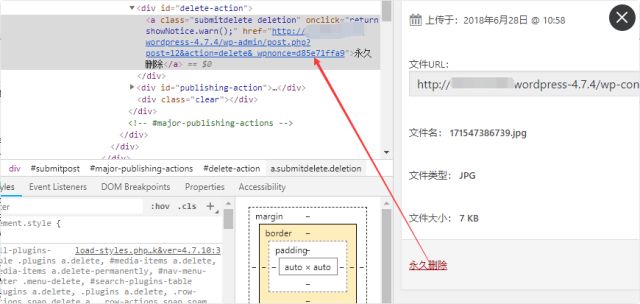 <div id="delete-action">
<a class="submitdelete deletion" onclick="return
showNotice.warn();" href="http://
wordpress-4.7.4/wp-admin/post.php?
post=12&action=delete&_wpnonce=d85e71ffa9">永久
删除</a> == $0
</div>
<div id="publishing-action">…</div>
<div class="clear"></div>
</div>
<!-- #major-publishing-actions -->
</div>
</div>
div #submitpost #major-publishing-actions #delete-action a.submitdelete.deletion
yles Event Listeners DOM Breakpoints Properties Accessibility
ter :hov .cls +
ement.style {
load-styles.php…k&ver=4.7.10:3
ll-plugins-
ble .plugins a.delete, #media-items a.delete,
edia-items a.delete-permanently, #nav-menu-
ter .menu-delete, #search-plugins-table
ugins a.delete, .row-
margin
border
padding
auto × auto
上传于：2018年6月28日 @ 10:58
文件URL：
http:// wordpress-4.7.4/wp-con
文件名： 171547386739.jpg
文件类型： JPG
文件大小： 7 KB
永久删除